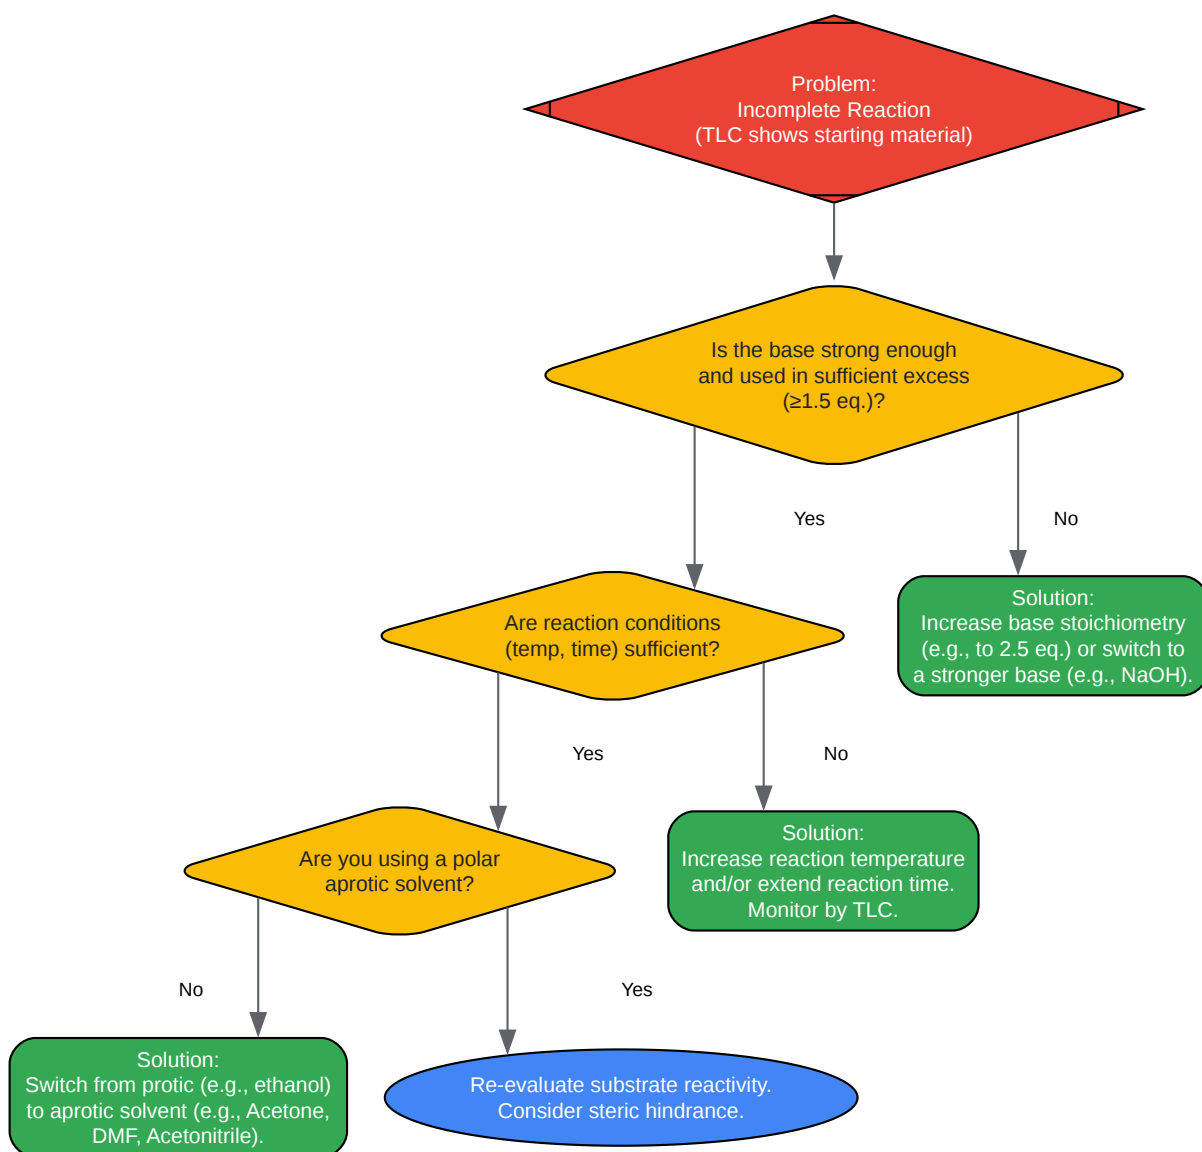 Problem:
Incomplete Reaction
(TLC shows starting material)
Is the base strong enough
and used in sufficient excess
(≥1.5 eq.)?
Yes
No
Are reaction conditions
(temp, time) sufficient?
Solution:
Increase base stoichiometry
(e.g., to 2.5 eq.) or switch to
a stronger base (e.g., NaOH).
Yes
No
Are you using a polar
aprotic solvent?
Solution:
Increase reaction temperature
and/or extend reaction time.
Monitor by TLC.
No
Yes
Solution:
Switch from protic (e.g., ethanol)
to aprotic solvent (e.g., Acetone,
DMF, Acetonitrile).
Re-evaluate substrate reactivity.
Consider steric hindrance.